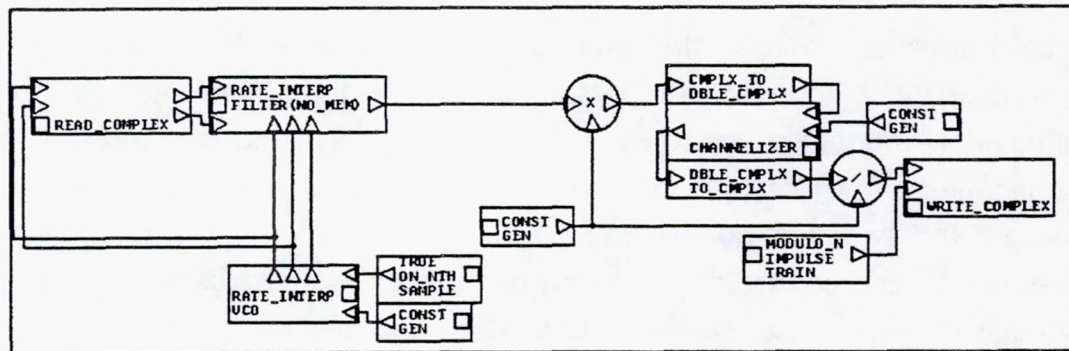 READ_COMPLEX
RATE_INTERP
FILTER(NO_MEM)
X
CMPLX_TO
DBLE_CMPLX
CHANNELIZER
DBLE_CMPLX
TO_CMPLX
CONST
GEN
/
WRITE_COMPLEX
CONST
GEN
MODULO_N
IMPULSE
TRAIN
RATE_INTERP
VCO
TRUE
ON_NTH
SAMPLE
CONST
GEN